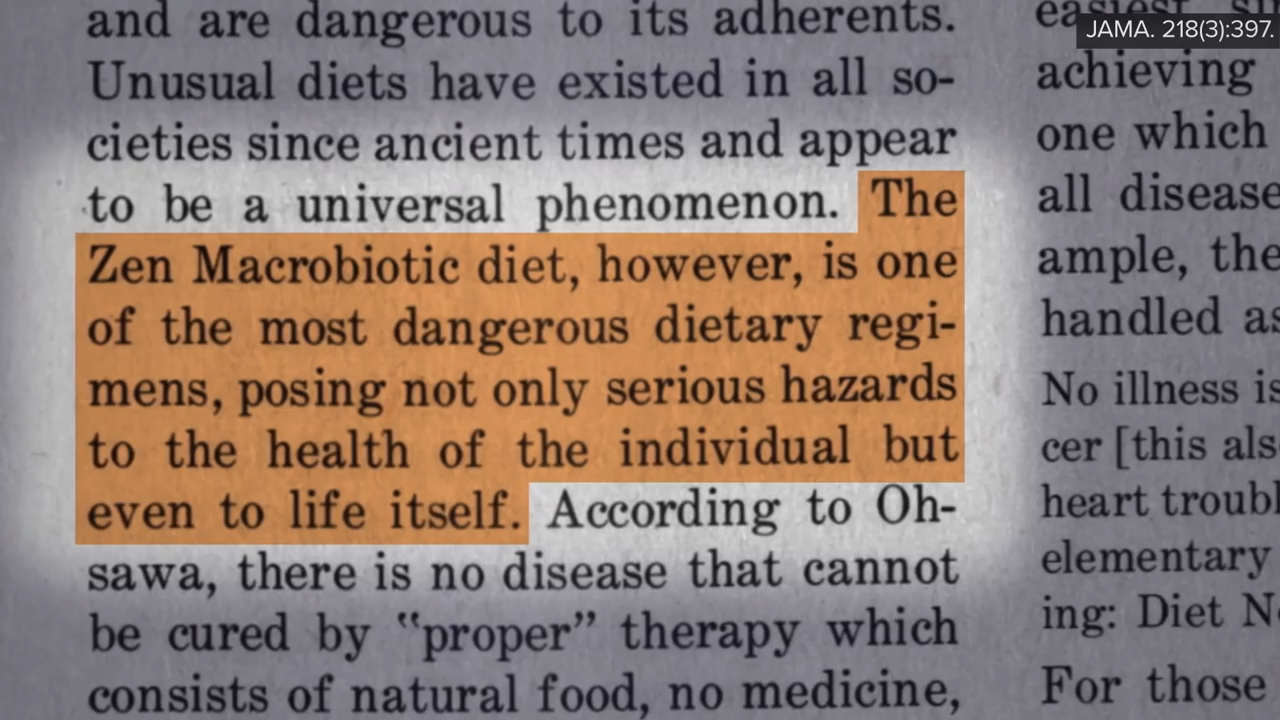 JAMA. 218(3):397.
and are dangerous to its adherents.
Unusual diets have existed in all so-
cieties since ancient times and appear
to be a universal phenomenon. The
Zen Macrobiotic diet, however, is one
of the most dangerous dietary regi-
mens, posing not only serious hazards
to the health of the individual but
even to life itself. According to Oh-
sawa, there is no disease that cannot
be cured by "proper" therapy which
consists of natural food, no medicine,
achieving
one which
all disease
ample, the
handled as
No illness is
cer [this als
heart troubl
elementary
ing: Diet N
For those